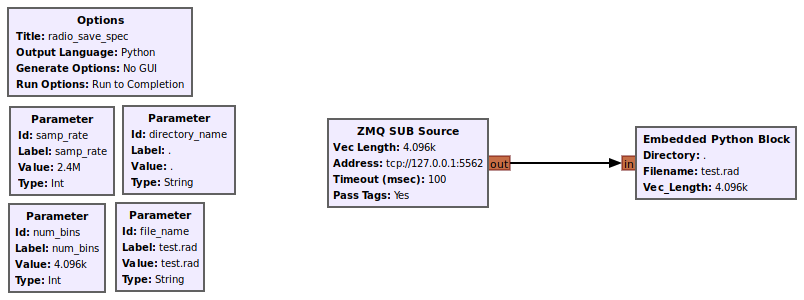 Options
Title: radio_save_spec
Output Language: Python
Generate Options: No GUI
Run Options: Run to Completion
Parameter
Id: samp_rate
Label: samp_rate
Value: 2.4M
Type: Int
Parameter
Id: directory_name
Label: .
Value: .
Type: String
Parameter
Id: num_bins
Label: num_bins
Value: 4.096k
Type: Int
Parameter
Id: file_name
Label: test.rad
Value: test.rad
Type: String
ZMQ SUB Source
Vec Length: 4.096k
Address: tcp://127.0.0.1:5562
Timeout (msec): 100
Pass Tags: Yes
out
in
Embedded Python Block
Directory: .
Filename: test.rad
Vec_Length: 4.096k